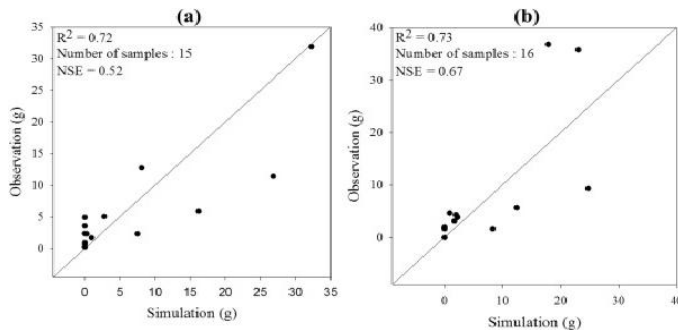 (a)
R² = 0.72
Number of samples : 15
NSE = 0.52
35
30
25
20
15
10
5
0
Observation (g)
0 5 10 15 20 25 30 35
Simulation (g)
(b)
R² = 0.73
Number of samples : 16
NSE = 0.67
40
30
20
10
0
Observation (g)
0 10 20 30 40
Simulation (g)